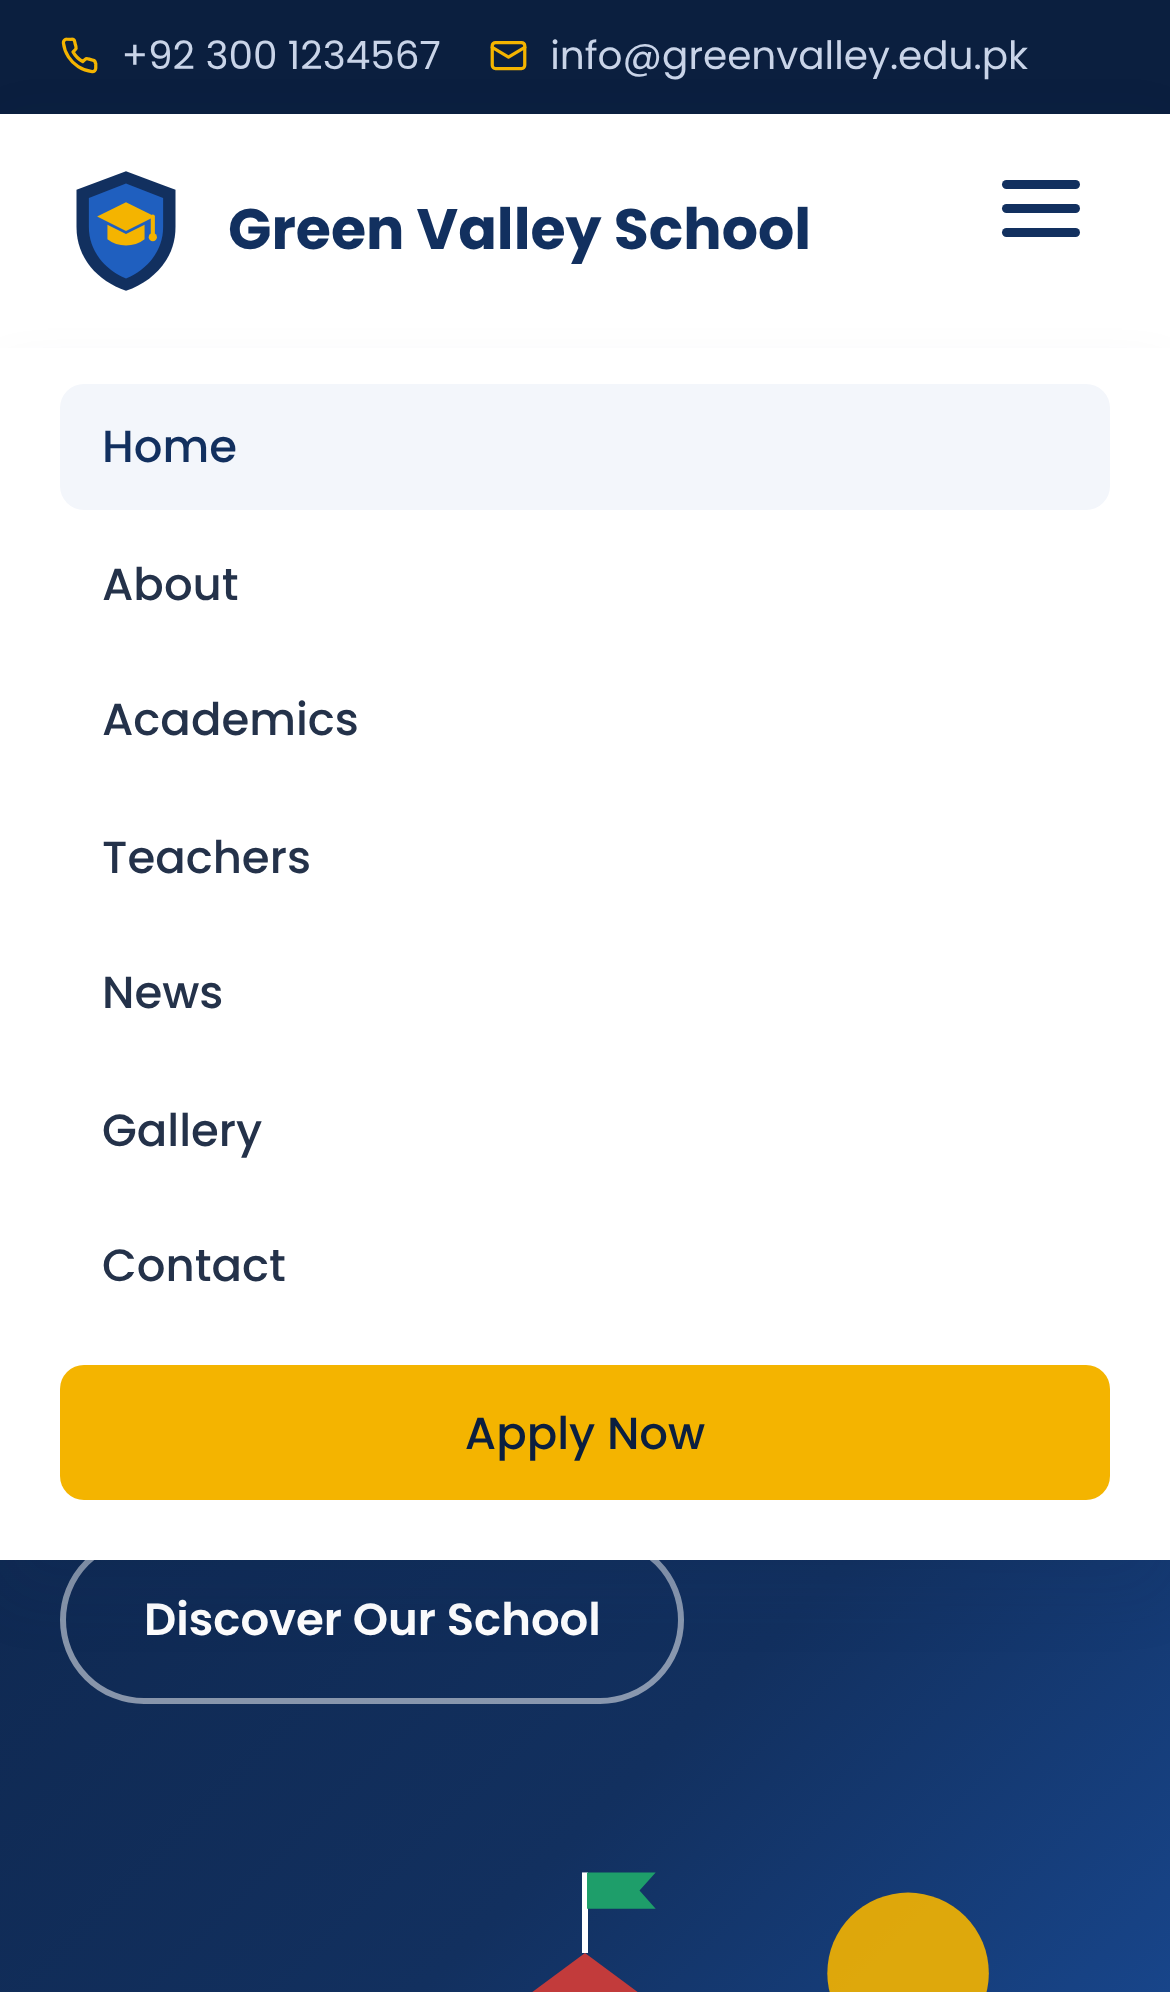 +92 300 1234567 info@greenvalley.edu.pk
Green Valley School
Home
About
Academics
Teachers
News
Gallery
Contact
Apply Now
Discover Our School